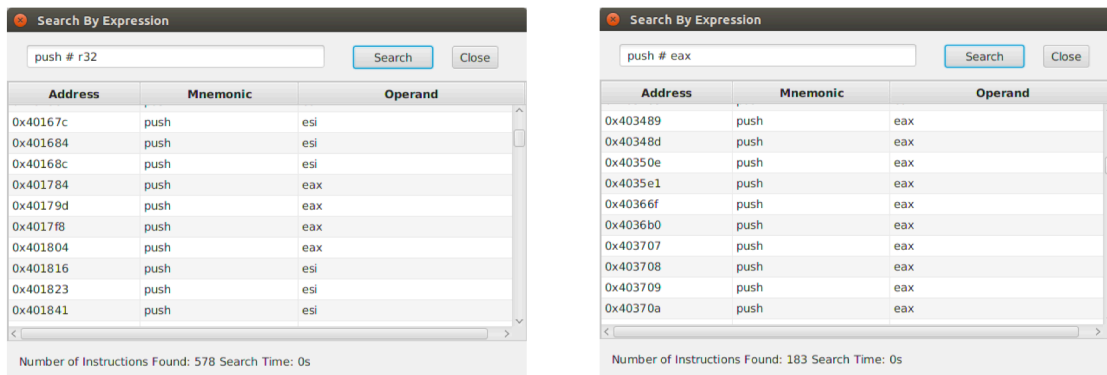 Search By Expression
push # r32 Search Close
Address Mnemonic Operand
0x40167c push esi
0x401684 push esi
0x40168c push esi
0x401784 push eax
0x40179d push eax
0x4017f8 push eax
0x401804 push eax
0x401816 push esi
0x401823 push esi
0x401841 push esi
Number of Instructions Found: 578 Search Time: 0s
Search By Expression
push # eax Search Close
Address Mnemonic Operand
0x403489 push eax
0x40348d push eax
0x40350e push eax
0x4035e1 push eax
0x40366f push eax
0x4036b0 push eax
0x403707 push eax
0x403708 push eax
0x403709 push eax
0x40370a push eax
Number of Instructions Found: 183 Search Time: 0s